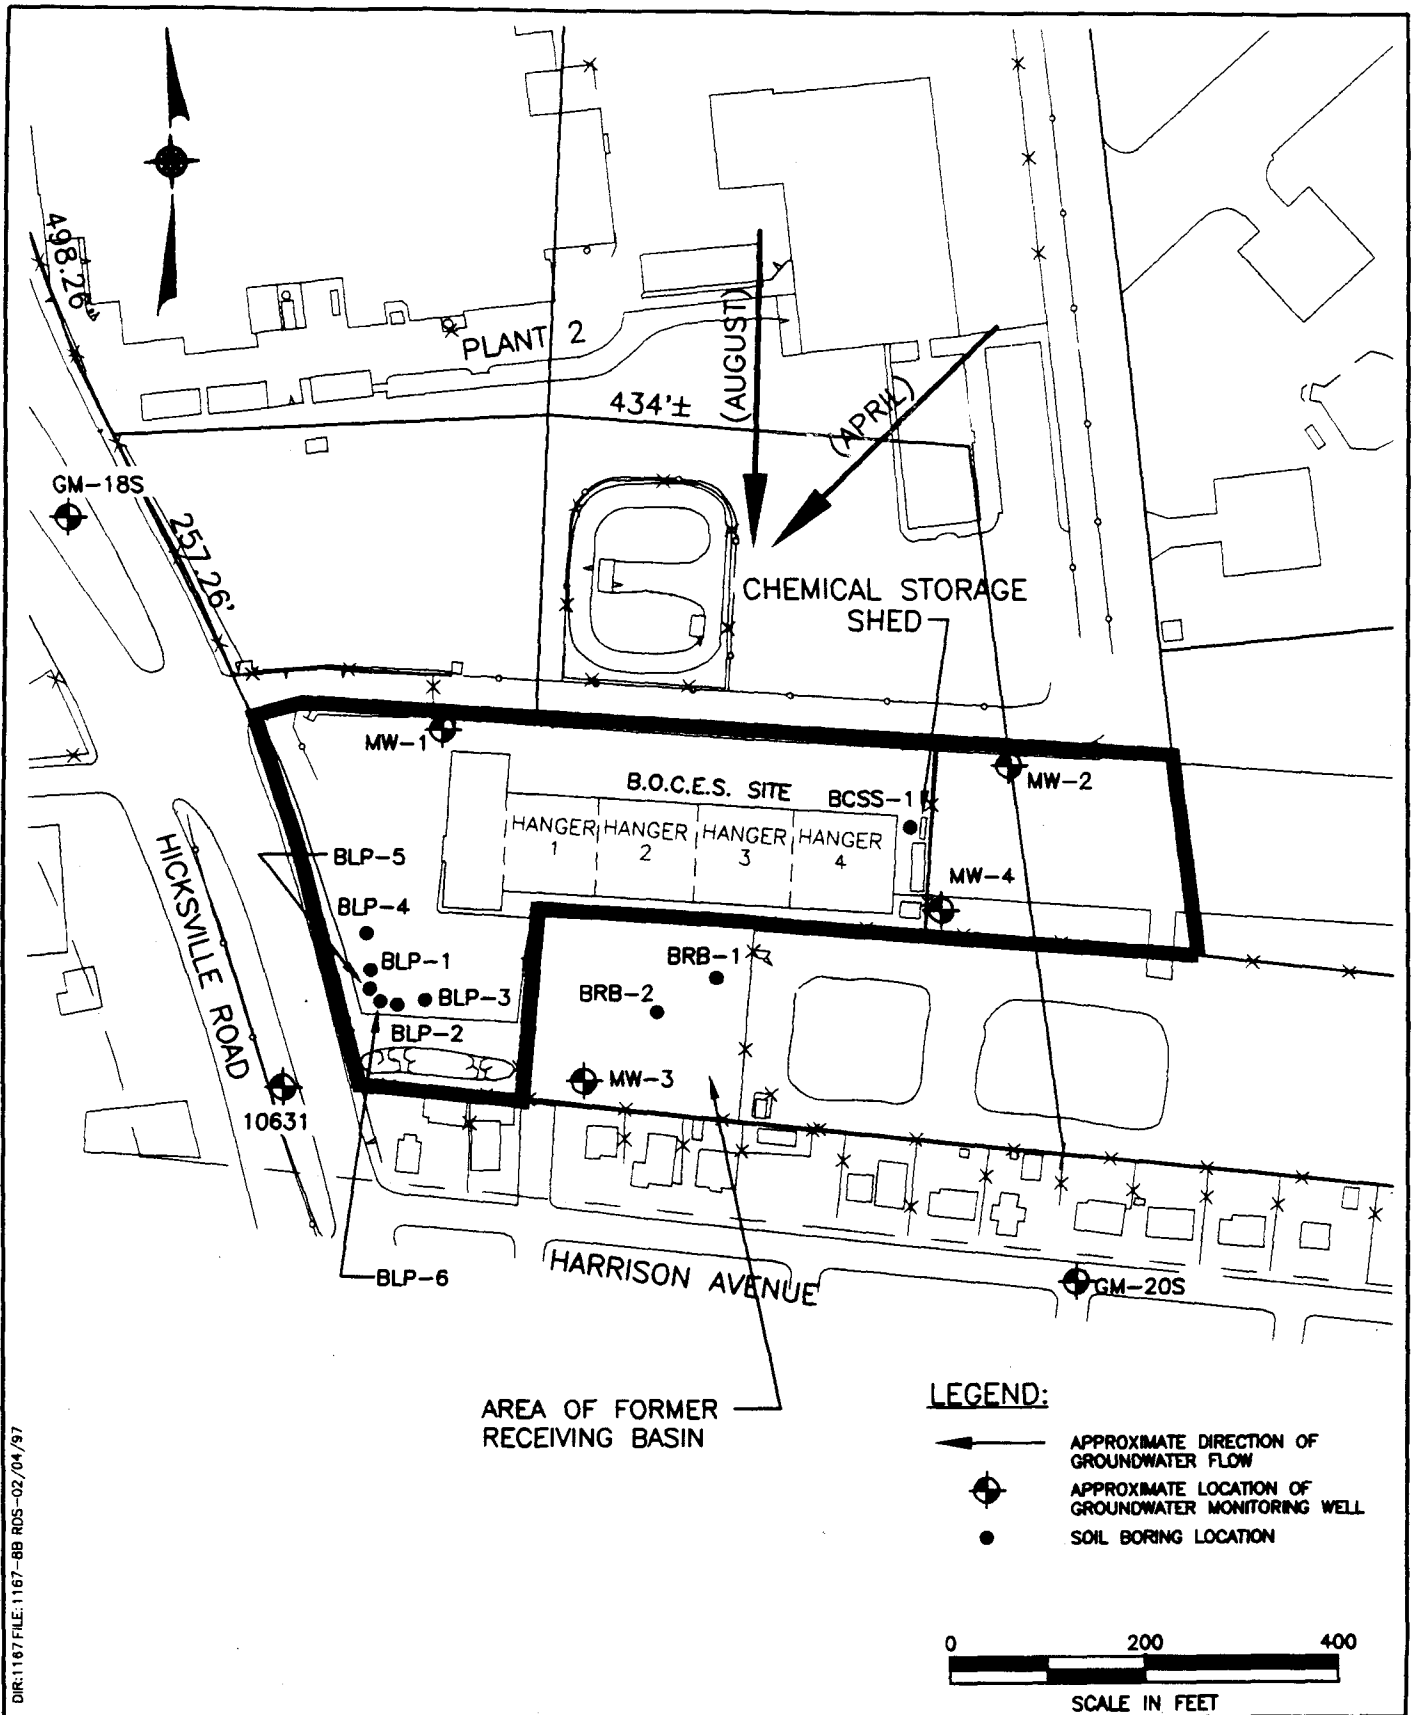 498.26
PLANT 2
434'±
(AUGUST)
(APRIL)
GM-18S
257.26'
CHEMICAL STORAGE
SHED
MW-1
MW-2
B.O.C.E.S. SITE
BCSS-1
HANGER
1
HANGER
2
HANGER
3
HANGER
4
HICKSVILLE ROAD
BLP-5
MW-4
BLP-4
BLP-1
BRB-1
BLP-3
BRB-2
BLP-2
MW-3
10631
BLP-6
HARRISON AVENUE
GM-20S
AREA OF FORMER
RECEIVING BASIN
LEGEND:
APPROXIMATE DIRECTION OF
GROUNDWATER FLOW
APPROXIMATE LOCATION OF
GROUNDWATER MONITORING WELL
SOIL BORING LOCATION
0 200 400
SCALE IN FEET
DIR:1167 FILE:1167-8B RDS-02/04/97